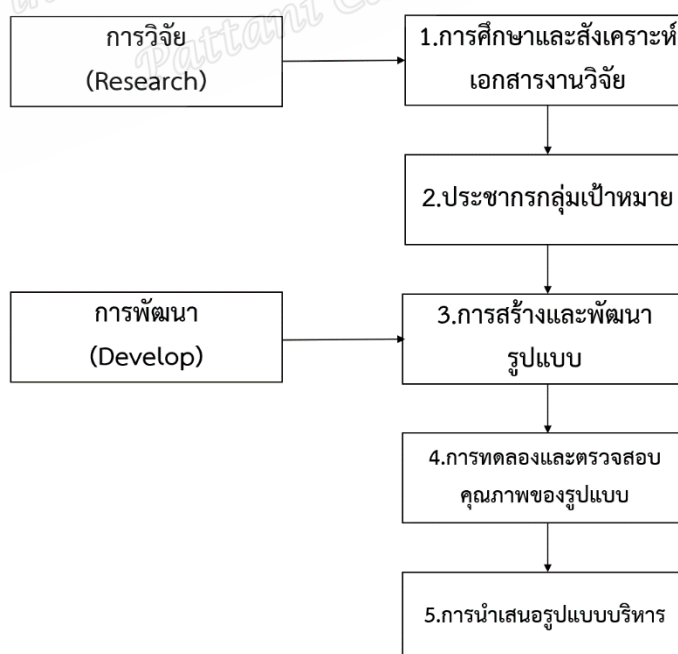 Pattani
การวิจัย
(Research)
1.การศึกษาและสังเคราะห์
เอกสารงานวิจัย
2.ประชากรกลุ่มเป้าหมาย
การพัฒนา
(Develop)
3.การสร้างและพัฒนา
รูปแบบ
4.การทดลองและตรวจสอบ
คุณภาพของรูปแบบ
5.การนำเสนอรูปแบบบริหาร